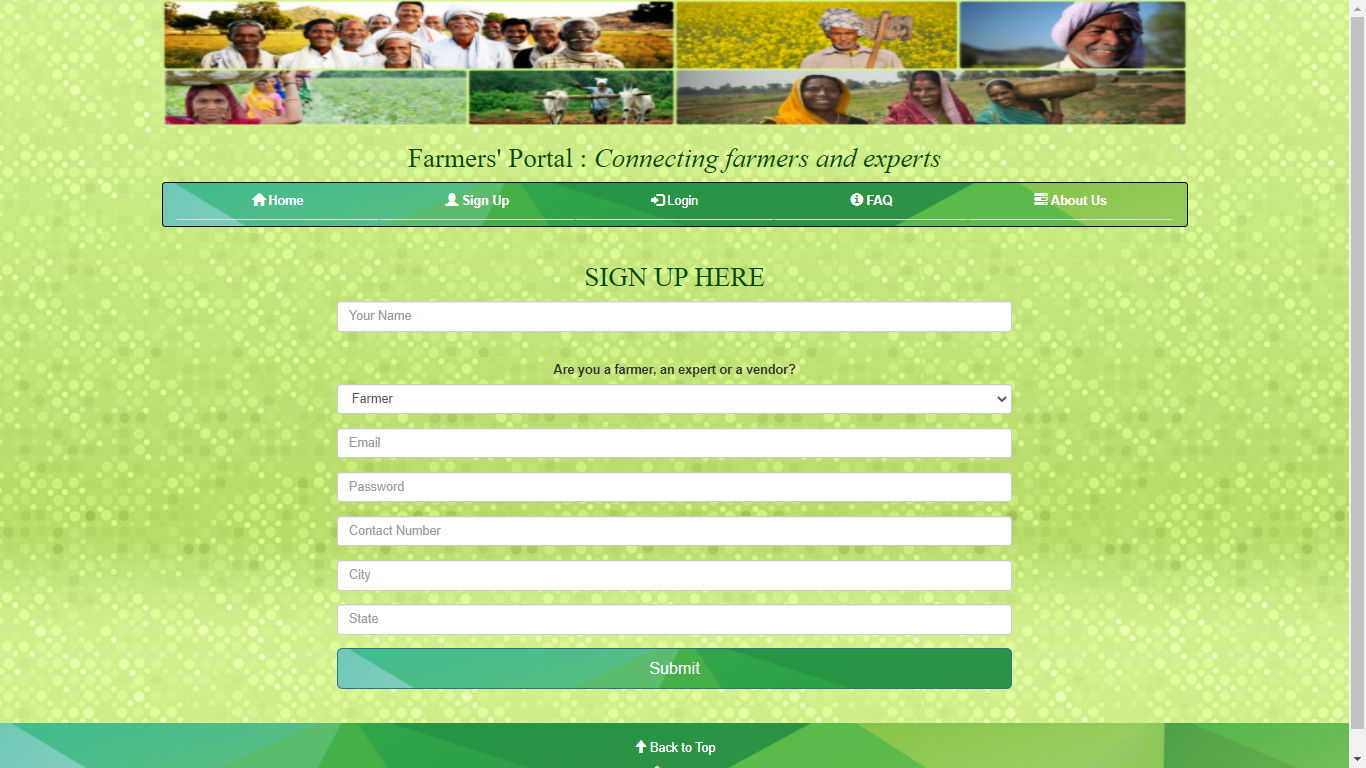 Farmers' Portal : Connecting farmers and experts
Home Sign Up Login FAQ About Us
SIGN UP HERE
Your Name
Are you a farmer, an expert or a vendor?
Farmer
Email
Password
Contact Number
City
State
Submit
Back to Top